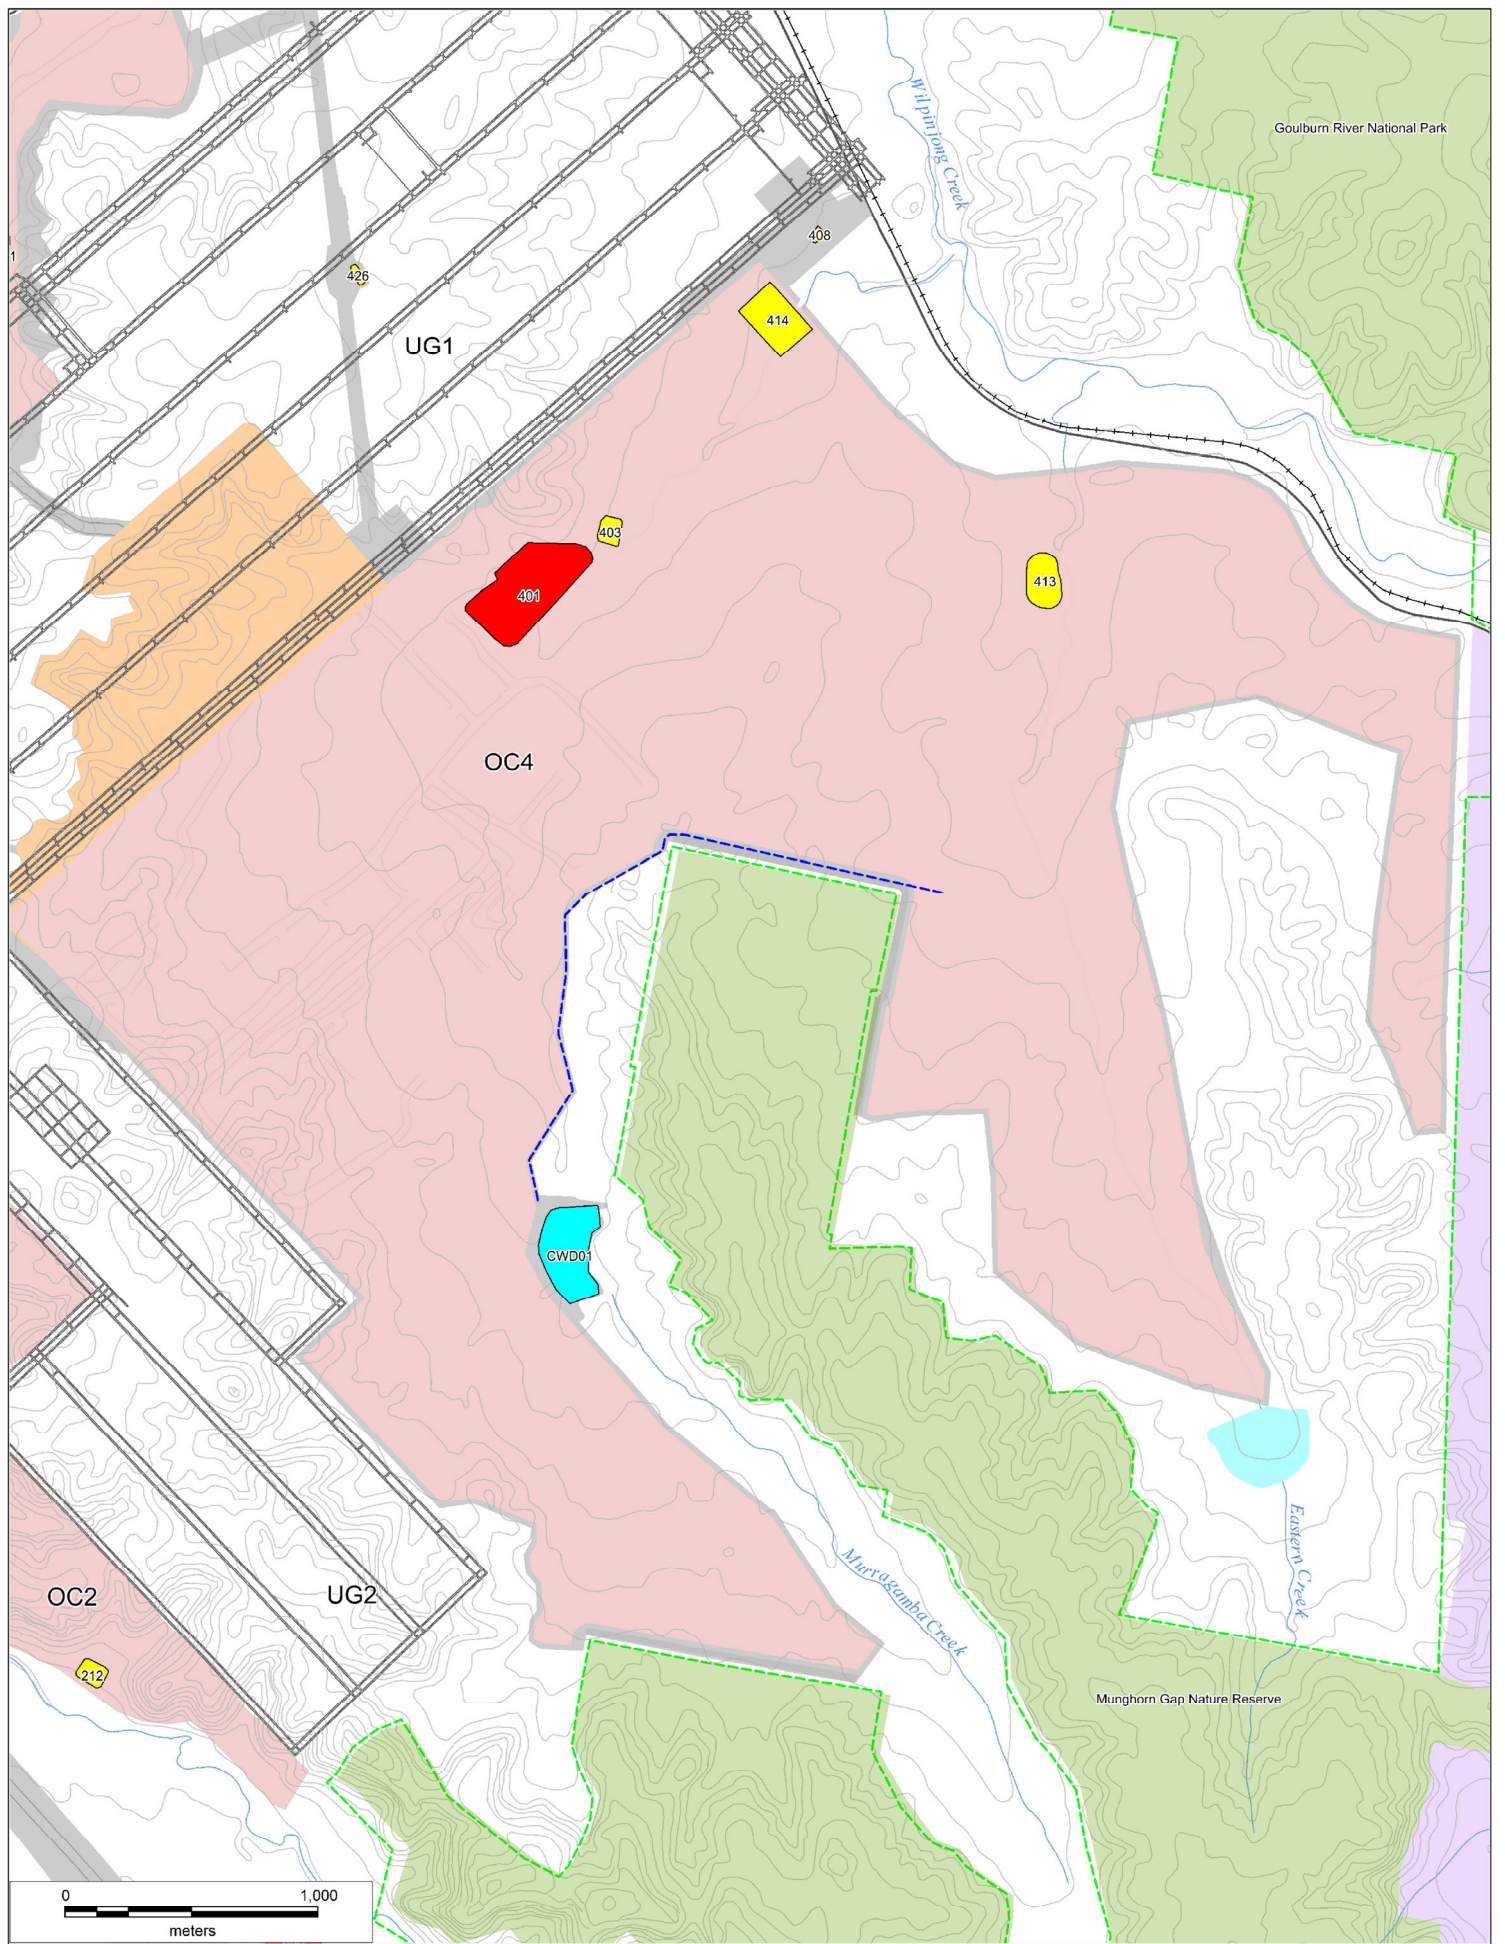 Goulburn River National Park
Wilpinjong Creek
408
1
426
414
UG1
403
401
413
OC4
CWD01
Eastern Creek
Murragamba Creek
OC2
UG2
212
Munghorn Gap Nature Reserve
0 1,000
meters